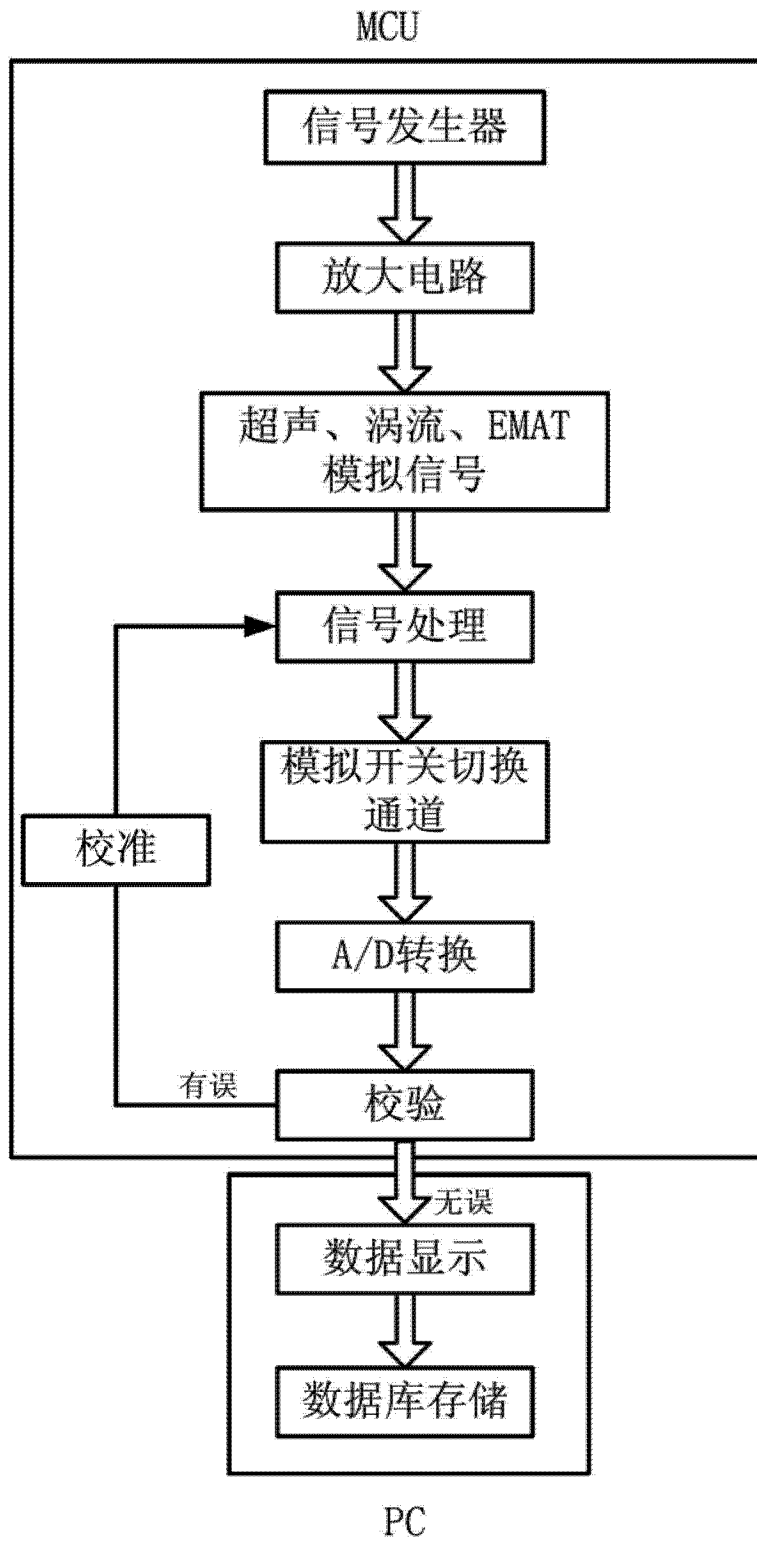 MCU
信号发生器
放大电路
超声、涡流、EMAT
模拟信号
信号处理
模拟开关切换
通道
校准
A/D转换
有误
校验
无误
数据显示
数据库存储
PC